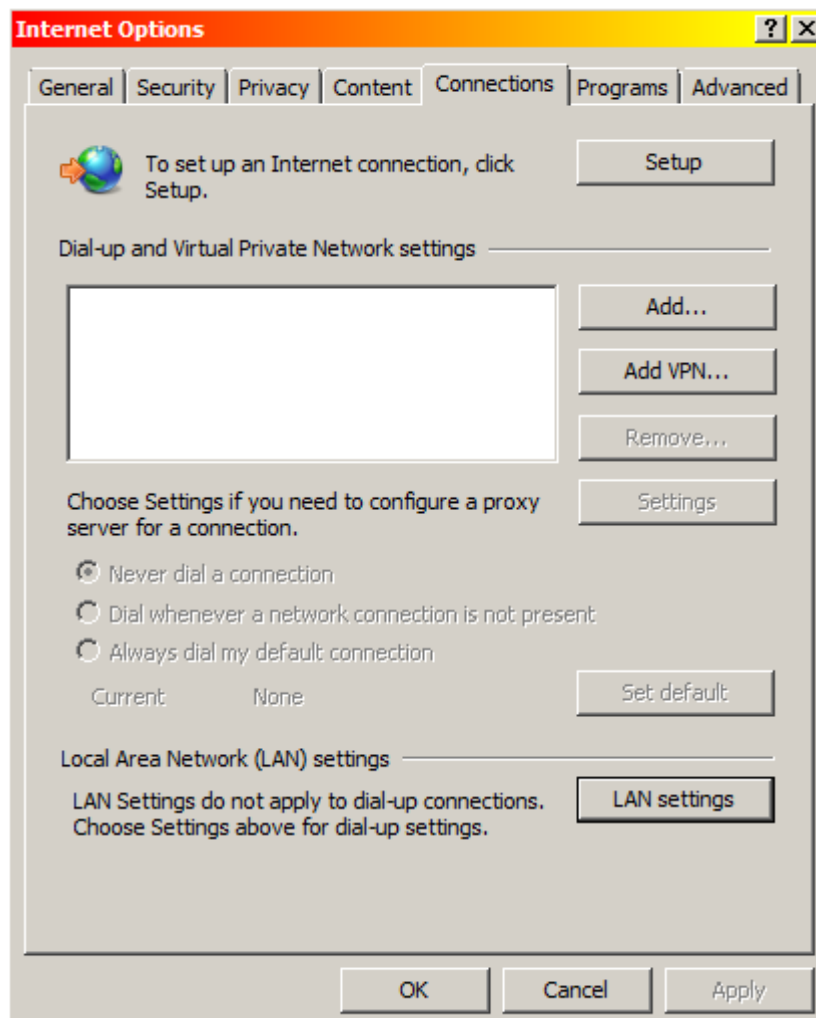 Internet Options
General Security Privacy Content Connections Programs Advanced
To set up an Internet connection, click
Setup.
Setup
Dial-up and Virtual Private Network settings
Add...
Add VPN...
Remove...
Choose Settings if you need to configure a proxy
server for a connection.
Settings
Never dial a connection
Dial whenever a network connection is not present
Always dial my default connection
Current None
Set default
Local Area Network (LAN) settings
LAN Settings do not apply to dial-up connections.
Choose Settings above for dial-up settings.
LAN settings
OK Cancel Apply